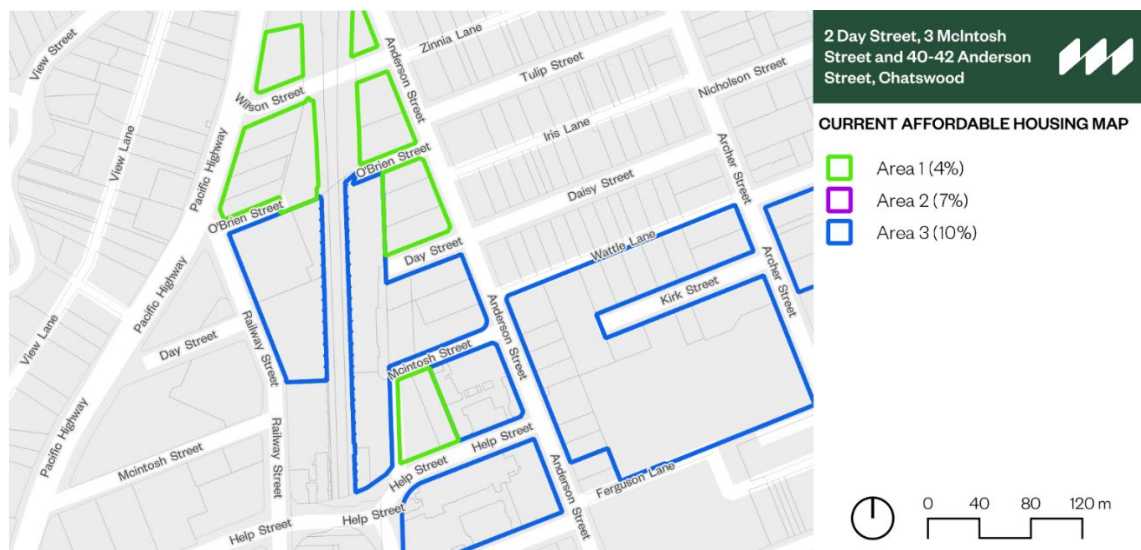 2 Day Street, 3 McIntosh
Street and 40-42 Anderson
Street, Chatswood
CURRENT AFFORDABLE HOUSING MAP
Area 1 (4%)
Area 2 (7%)
Area 3 (10%)
0 40 80 120 m
View Street
View Lane
Wilson Street
Pacific Highway
Anderson Street
Zinnia Lane
Tulip Street
Nicholson Street
Iris Lane
O'Brien Street
O'Brien Street
Daisy Street
Archer Street
Day Street
Wattle Lane
Pacific Highway
View Lane
Day Street
Railway Street
Anderson Street
Kirk Street
Archer Street
Mcintosh Street
Pacific Highway
Mcintosh Street
Railway Street
Help Street
Help Street
Help Street
Help Street
Anderson Street
Ferguson Lane